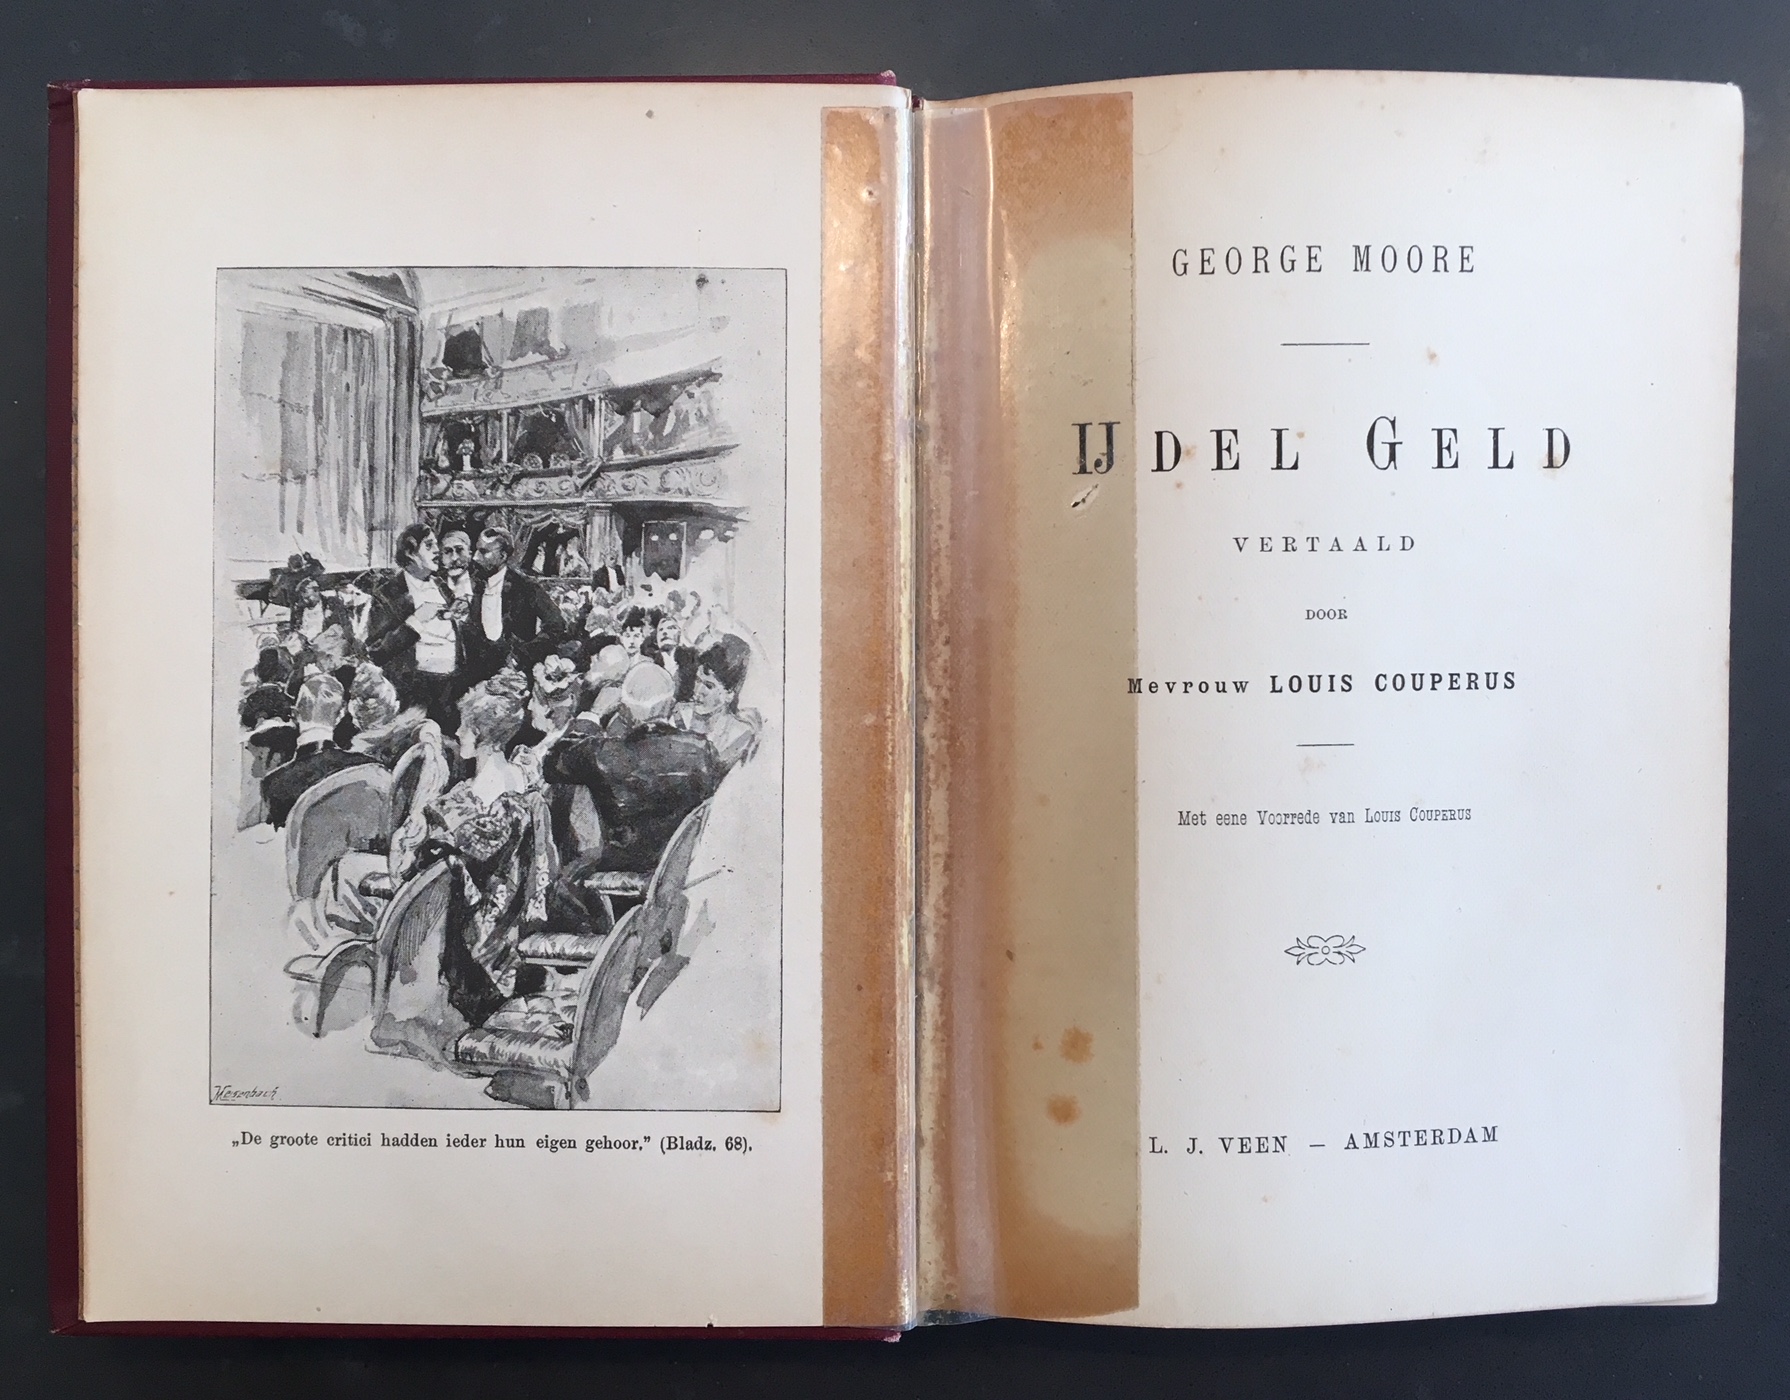 Mesenbach.
„De groote critici hadden ieder hun eigen gehoor.” (Bladz. 68).
GEORGE MOORE
IJDEL GELD
VERTAALD
DOOR
Mevrouw LOUIS COUPERUS
Met eene Voorrede van LOUIS COUPERUS
L. J. VEEN — AMSTERDAM